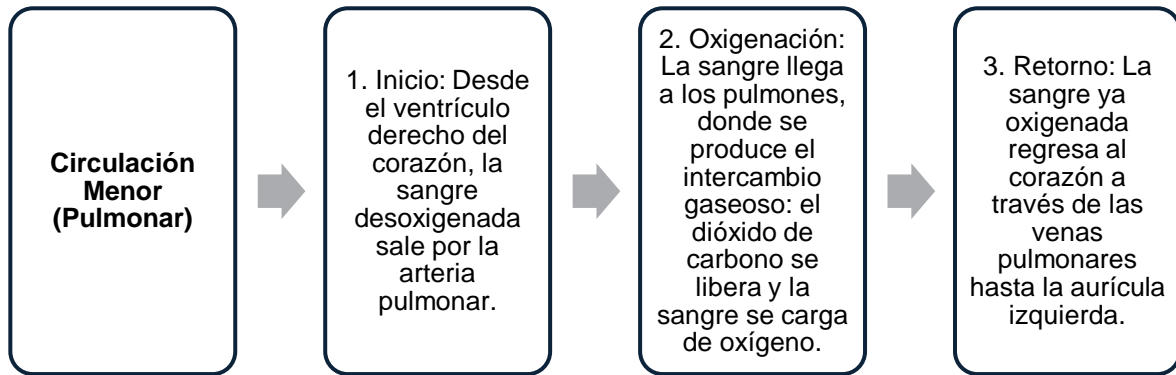 Circulación
Menor
(Pulmonar)
1. Inicio: Desde
el ventrículo
derecho del
corazón, la
sangre
desoxigenada
sale por la
arteria
pulmonar.
2. Oxigenación:
La sangre llega
a los pulmones,
donde se
produce el
intercambio
gaseoso: el
dióxido de
carbono se
libera y la
sangre se carga
de oxígeno.
3. Retorno: La
sangre ya
oxigenada
regresa al
corazón a
través de las
venas
pulmonares
hasta la aurícula
izquierda.